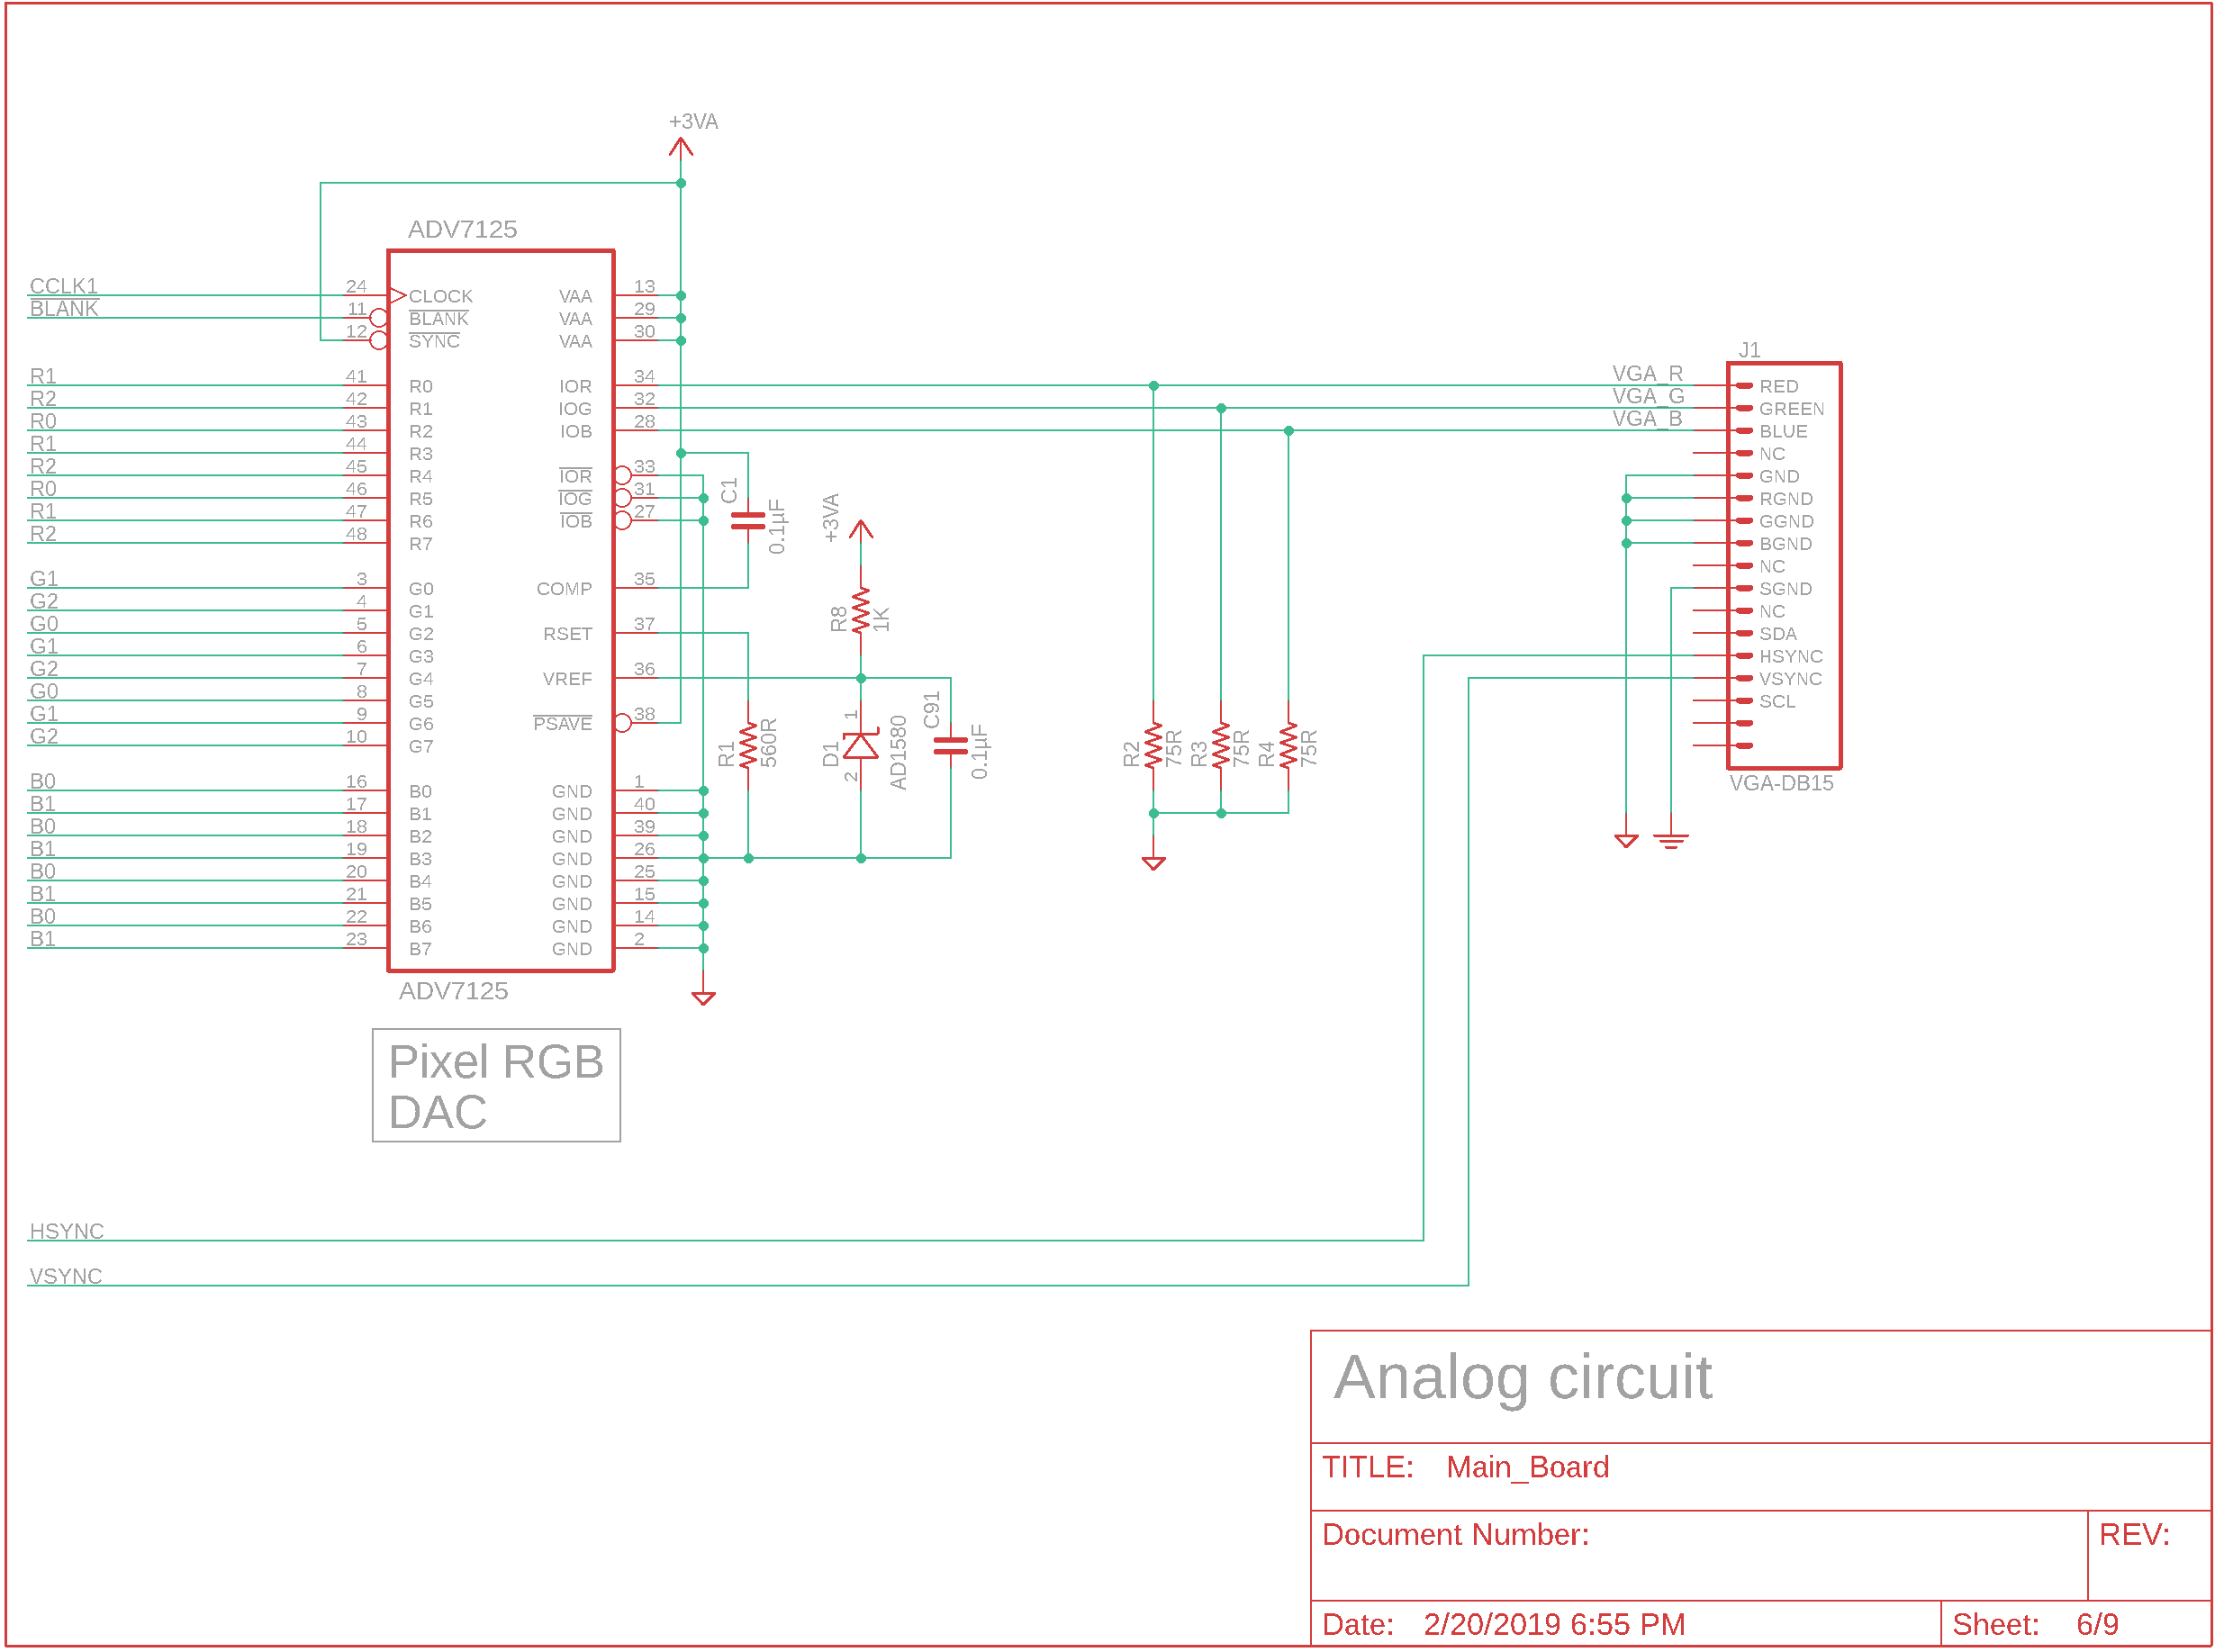 +3VA
ADV7125
CCLK1 24 CLOCK VAA 13
BLANK 11 BLANK VAA 29
12 SYNC VAA 30
R1 41 R0 IOR 34
R2 42 R1 IOG 32
R0 43 R2 IOB 28
R1 44 R3
R2 45 R4 IOR 33
R0 46 R5 IOG 31
R1 47 R6 IOB 27
R2 48 R7
G1 3 G0 COMP 35
G2 4 G1
G0 5 G2 RSET 37
G1 6 G3
G2 7 G4 VREF 36
G0 8 G5
G1 9 G6 PSAVE 38
G2 10 G7
B0 16 B0 GND 1
B1 17 B1 GND 40
B0 18 B2 GND 39
B1 19 B3 GND 26
B0 20 B4 GND 25
B1 21 B5 GND 15
B0 22 B6 GND 14
B1 23 B7 GND 2
ADV7125
Pixel RGB
DAC
C1
0.1µF
+3VA
R8
1K
R1
560R
D1
1
2
AD1580
C91
0.1µF
R2
75R
R3
75R
R4
75R
J1
VGA_R RED
VGA_G GREEN
VGA_B BLUE
NC
GND
RGND
GGND
BGND
NC
SGND
NC
SDA
HSYNC
VSYNC
SCL
VGA-DB15
HSYNC
VSYNC
Analog circuit
TITLE: Main_Board
Document Number:
REV:
Date: 2/20/2019 6:55 PM
Sheet: 6/9